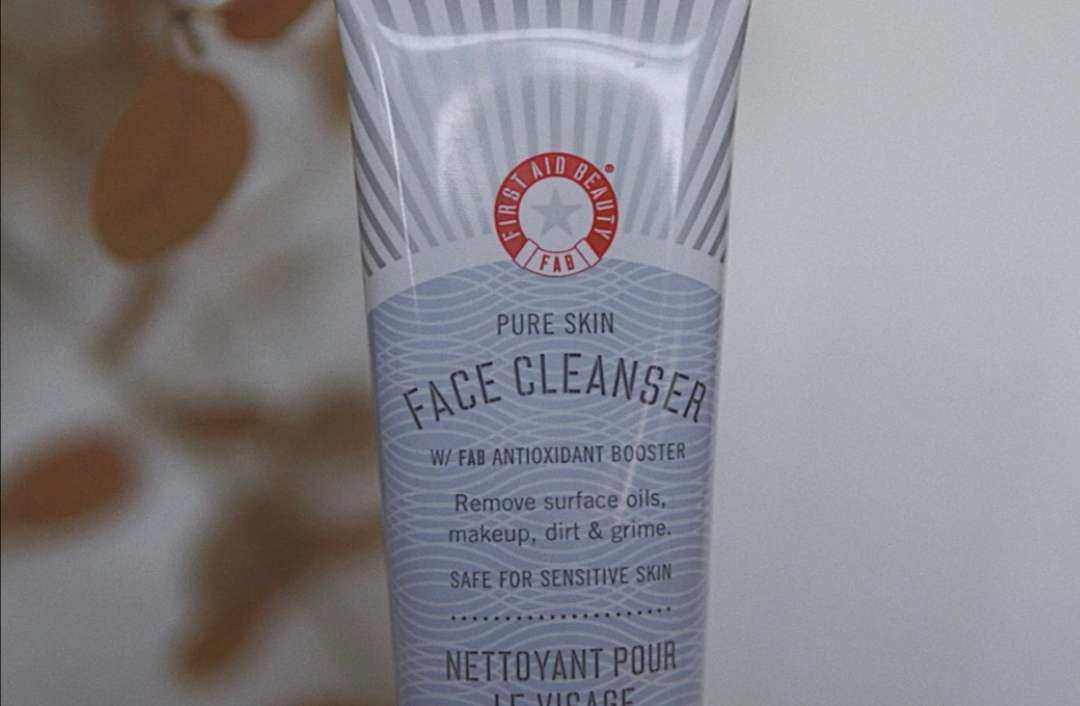 FIRST AID BEAUTY
FAB
PURE SKIN
FACE CLEANSER
W/ FAB ANTIOXIDANT BOOSTER
Remove surface oils,
makeup, dirt & grime.
SAFE FOR SENSITIVE SKIN
NETTOYANT POUR
LE VISAGE